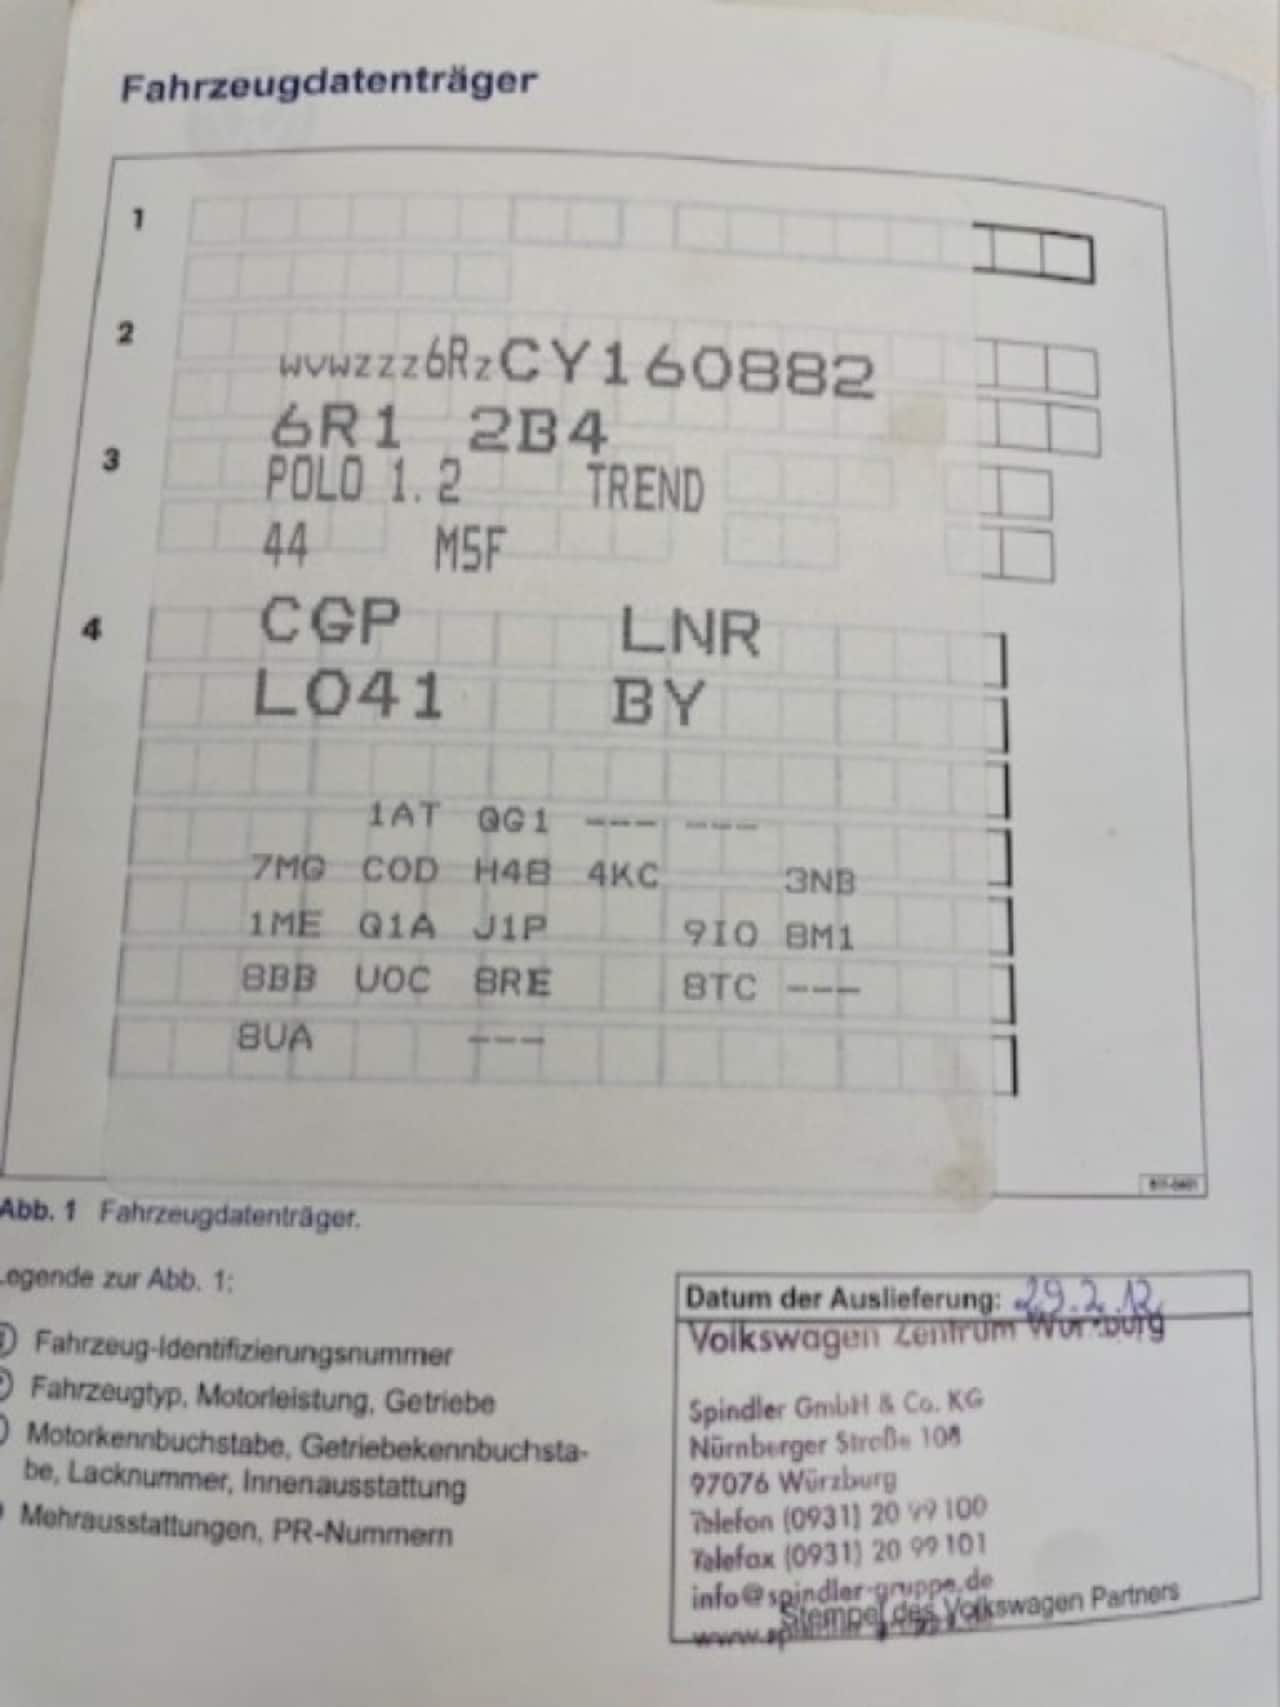 Fahrzeugdatenträger
1
2
WVWZZZ6RZCY160882
6R1 2B4
3
POLO 1.2 TREND
44 M5F
4
CGP LNR
L041 BY
1AT QG1 --- ---
7MG C0D H4B 4KC 3NB
1ME Q1A J1P 9I0 8M1
8BB U0C 8RE 8TC ---
8UA ---
Abb. 1 Fahrzeugdatenträger.
Legende zur Abb. 1:
Fahrzeug-Identifizierungsnummer
Fahrzeugtyp, Motorleistung, Getriebe
Motorkennbuchstabe, Getriebekennbuchsta-
be, Lacknummer, Innenausstattung
Mehrausstattungen, PR-Nummern
Datum der Auslieferung: 29.2.12
Volkswagen Zentrum Würzburg
Spindler GmbH & Co. KG
Nürnberger Straße 108
97076 Würzburg
Telefon (0931) 20 99 100
Telefax (0931) 20 99 101
info@spindler-gruppe.de
Stempel des Volkswagen Partners